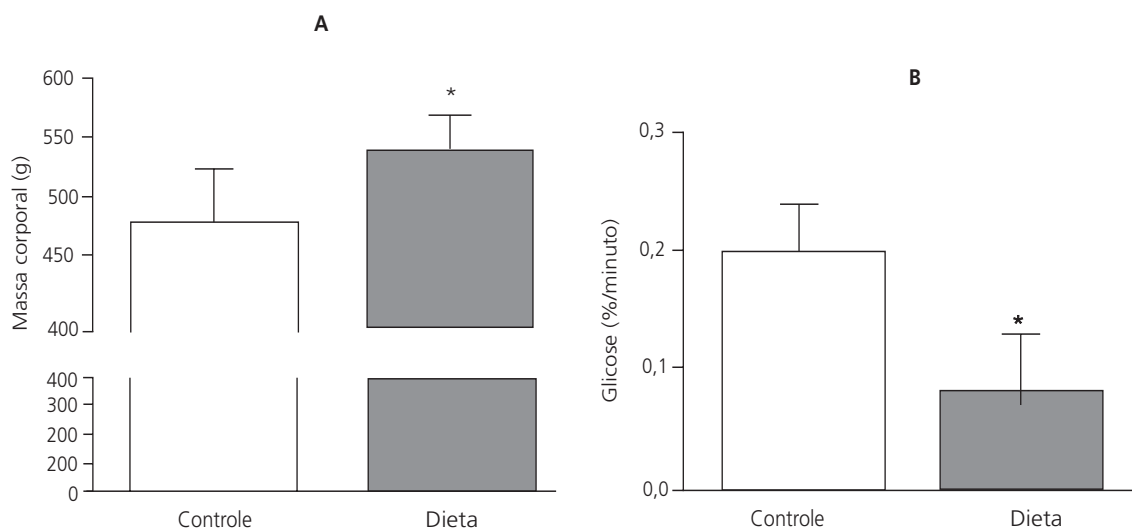 A
Massa corporal (g)
600
550
500
450
400
400
300
200
200
0
*
Controle
Dieta
B
Glicose (%/minuto)
0,3
0,2
0,1
0,0
*
Controle
Dieta